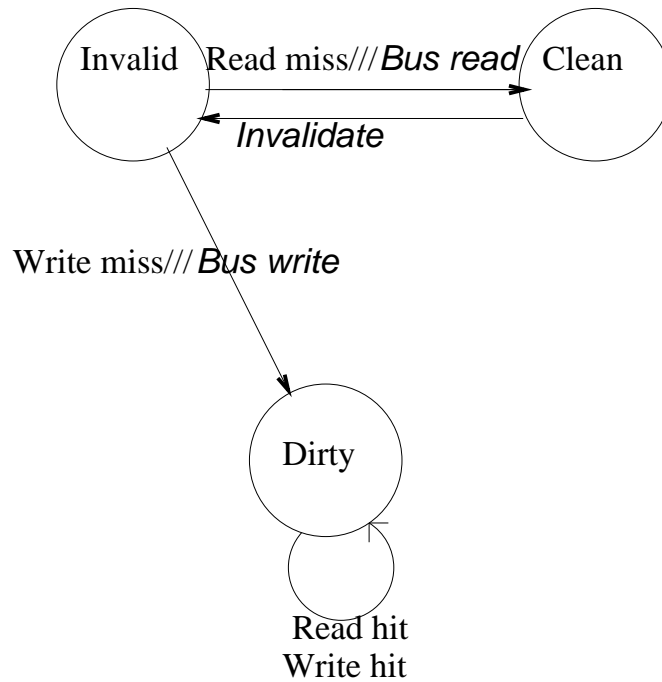 Invalid
Read miss///Bus read
Clean
Invalidate
Write miss///Bus write
Dirty
Read hit
Write hit